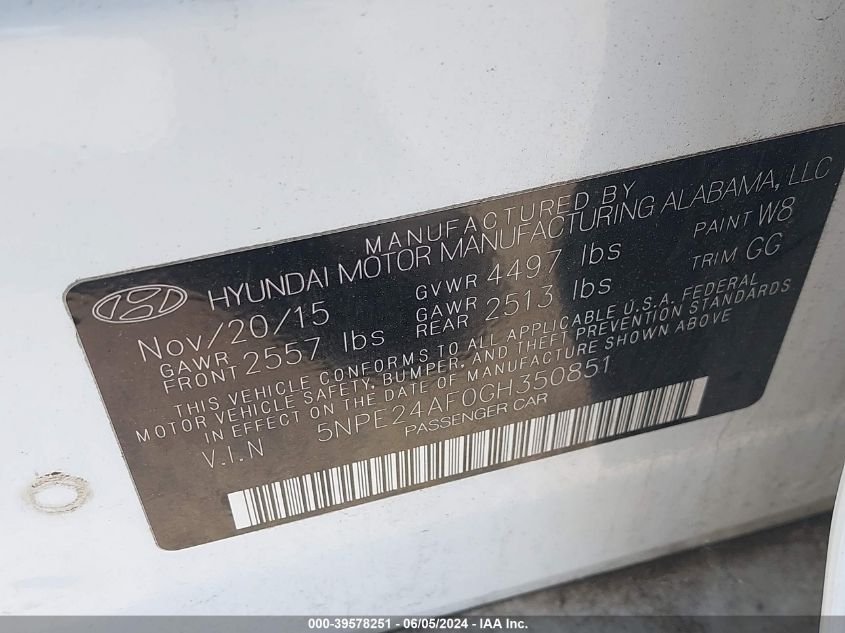 MANUFACTURED BY
HYUNDAI MOTOR MANUFACTURING ALABAMA, LLC
Nov/20/15 GVWR 4497 lbs PAINT W8
GAWR FRONT 2557 lbs GAWR REAR 2513 lbs TRIM GG
THIS VEHICLE CONFORMS TO ALL APPLICABLE U.S.A. FEDERAL
MOTOR VEHICLE SAFETY, BUMPER, AND THEFT PREVENTION STANDARDS
IN EFFECT ON THE DATE OF MANUFACTURE SHOWN ABOVE
V.I.N 5NPE24AF0GH350851
PASSENGER CAR
000-39578251 - 06/05/2024 - IAA Inc.